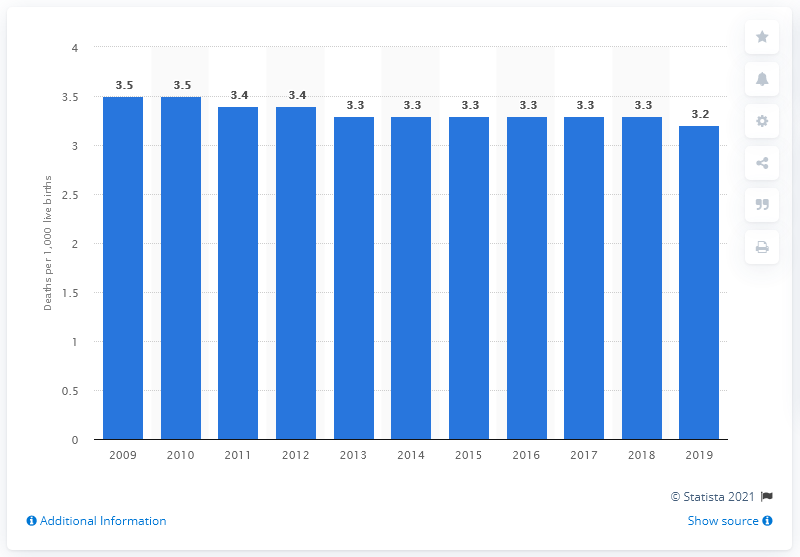 4
3.5
3
2.5
2
1.5
1
0.5
0
Deaths per 1,000 live births
3.5 3.5 3.4 3.4 3.3 3.3 3.3 3.3 3.3 3.3 3.2
2009 2010 2011 2012 2013 2014 2015 2016 2017 2018 2019
© Statista 2021
Additional Information
Show source